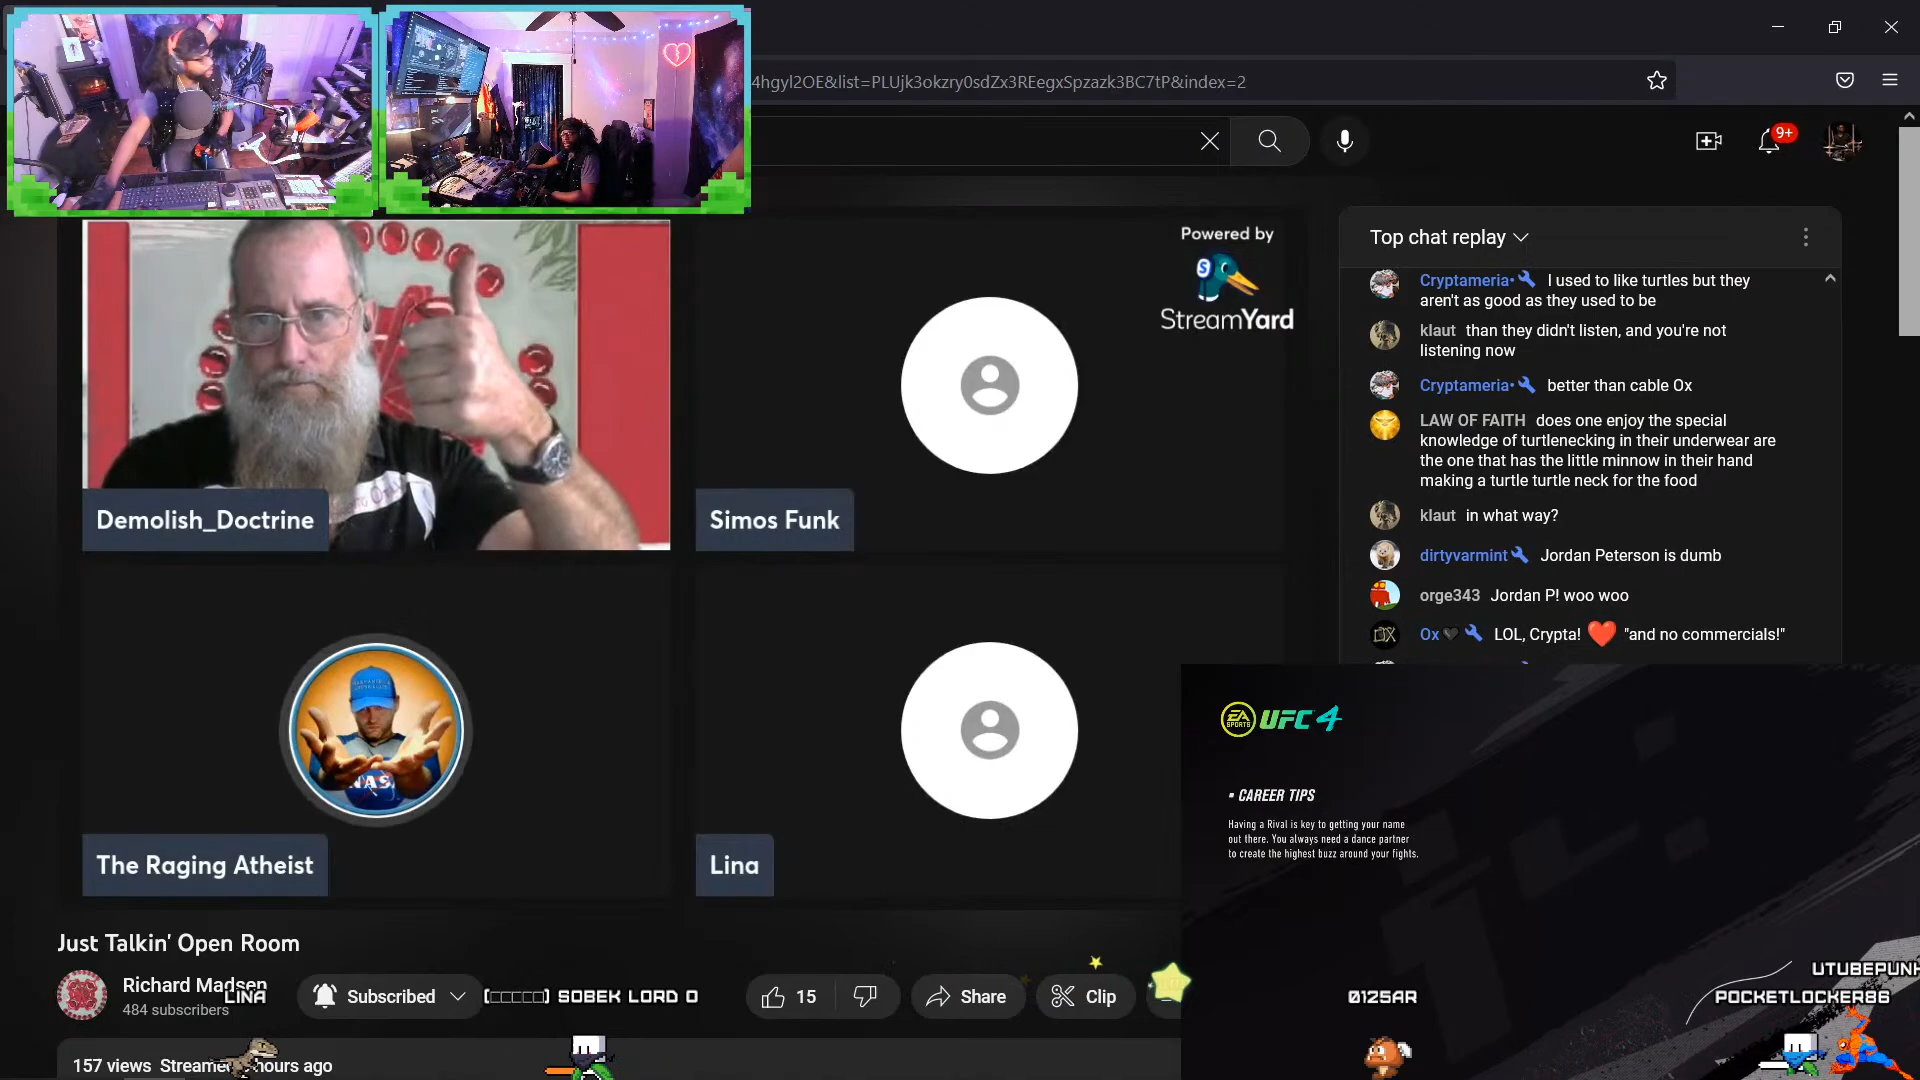 4hgyl2OE&list=PLUjk3okzry0sdZx3REegxSpzazk3BC7tP&index=2
9+
Powered by
S
StreamYard
Demolish_Doctrine
Simos Funk
NAS
The Raging Atheist
Lina
Top chat replay
Cryptameria• I used to like turtles but they
aren't as good as they used to be
klaut than they didn't listen, and you're not
listening now
Cryptameria• better than cable Ox
LAW OF FAITH does one enjoy the special
knowledge of turtlenecking in their underwear are
the one that has the little minnow in their hand
making a turtle turtle neck for the food
klaut in what way?
dirtyvarmint Jordan Peterson is dumb
orge343 Jordan P! woo woo
Ox🖤 LOL, Crypta! ❤️ "and no commercials!"
EA SPORTS UFC 4
• CAREER TIPS
Having a Rival is key to getting your name
out there. You always need a dance partner
to create the highest buzz around your fights.
Just Talkin' Open Room
Richard Madsen
484 subscribers
LINA
Subscribed
[□□□□□] SOBEK LORD O
15
Share
Clip
157 views Streamed hours ago
0125AR
UTUBEPUNK
POCKETLOCKER86